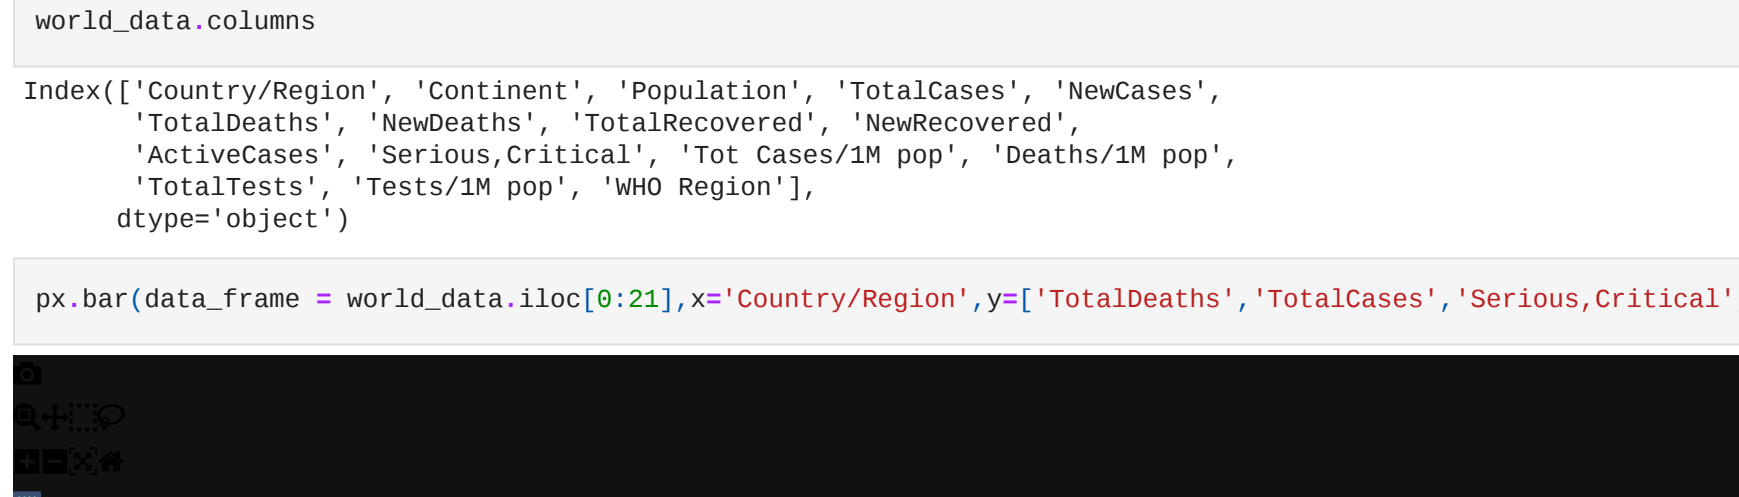 world_data.columns
Index(['Country/Region', 'Continent', 'Population', 'TotalCases', 'NewCases',
'TotalDeaths', 'NewDeaths', 'TotalRecovered', 'NewRecovered',
'ActiveCases', 'Serious,Critical', 'Tot Cases/1M pop', 'Deaths/1M pop',
'TotalTests', 'Tests/1M pop', 'WHO Region'],
dtype='object')
px.bar(data_frame = world_data.iloc[0:21],x='Country/Region',y=['TotalDeaths','TotalCases','Serious,Critical'